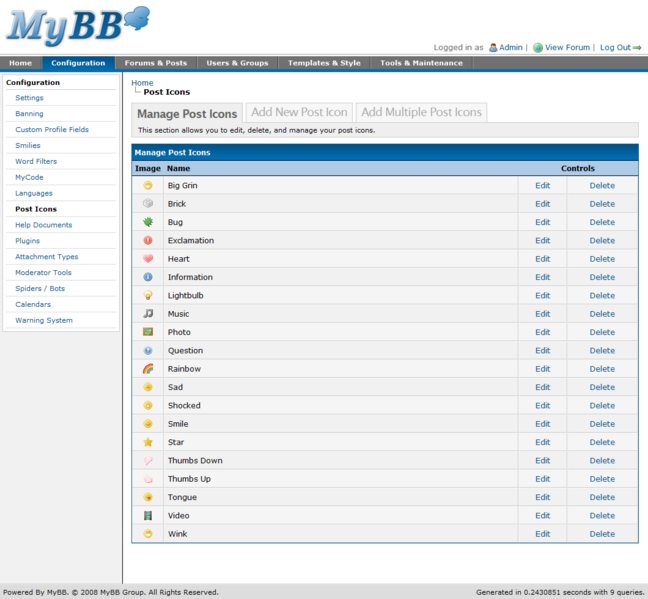 MyBB
Logged in as Admin | View Forum | Log Out
Home Configuration Forums & Posts Users & Groups Templates & Style Tools & Maintenance
Configuration
Settings
Banning
Custom Profile Fields
Smilies
Word Filters
MyCode
Languages
Post Icons
Help Documents
Plugins
Attachment Types
Moderator Tools
Spiders / Bots
Calendars
Warning System
Home
Post Icons
Manage Post Icons Add New Post Icon Add Multiple Post Icons
This section allows you to edit, delete, and manage your post icons.
Manage Post Icons
Image Name Controls
Big Grin Edit Delete
Brick Edit Delete
Bug Edit Delete
Exclamation Edit Delete
Heart Edit Delete
Information Edit Delete
Lightbulb Edit Delete
Music Edit Delete
Photo Edit Delete
Question Edit Delete
Rainbow Edit Delete
Sad Edit Delete
Shocked Edit Delete
Smile Edit Delete
Star Edit Delete
Thumbs Down Edit Delete
Thumbs Up Edit Delete
Tongue Edit Delete
Video Edit Delete
Wink Edit Delete
Powered By MyBB. © 2008 MyBB Group. All Rights Reserved.
Generated in 0.2430851 seconds with 9 queries.